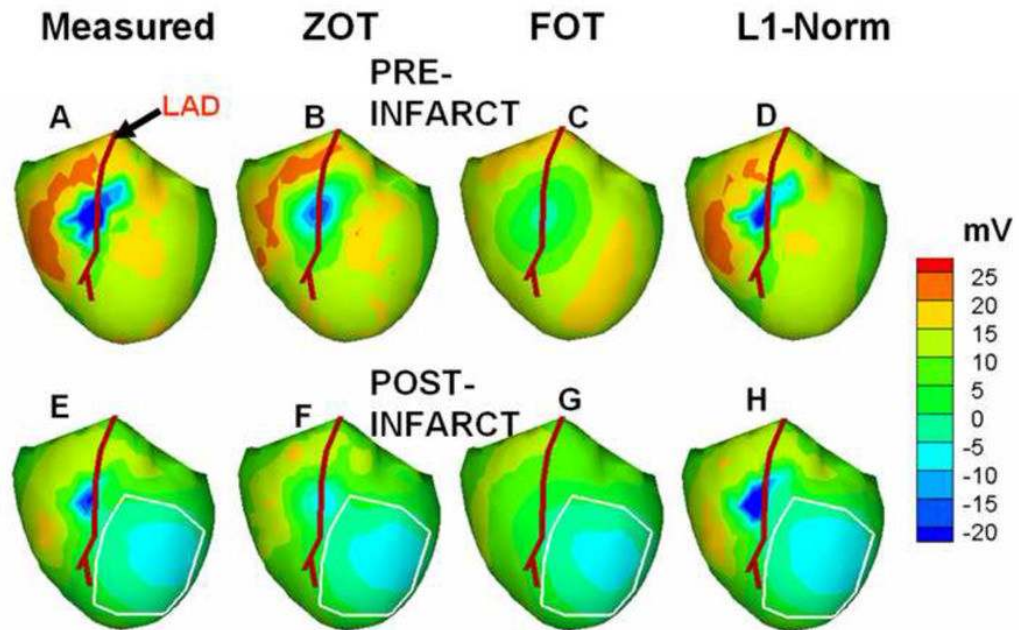 Measured ZOT FOT L1-Norm
PRE-
INFARCT
A LAD B C D
mV
25
20
15
10
5
0
-5
-10
-15
-20
POST-
INFARCT
E F G H